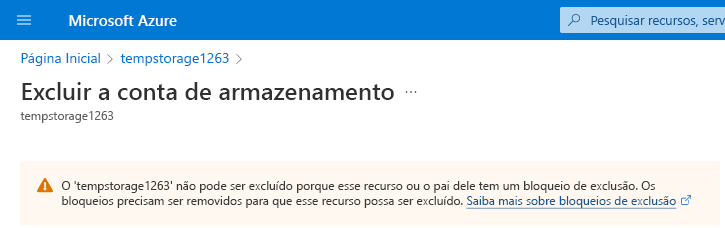 Microsoft Azure
Pesquisar recursos, serv
Página Inicial > tempstorage1263 >
Excluir a conta de armazenamento ...
tempstorage1263
O 'tempstorage1263' não pode ser excluído porque esse recurso ou o pai dele tem um bloqueio de exclusão. Os
bloqueios precisam ser removidos para que esse recurso possa ser excluído. Saiba mais sobre bloqueios de exclusão